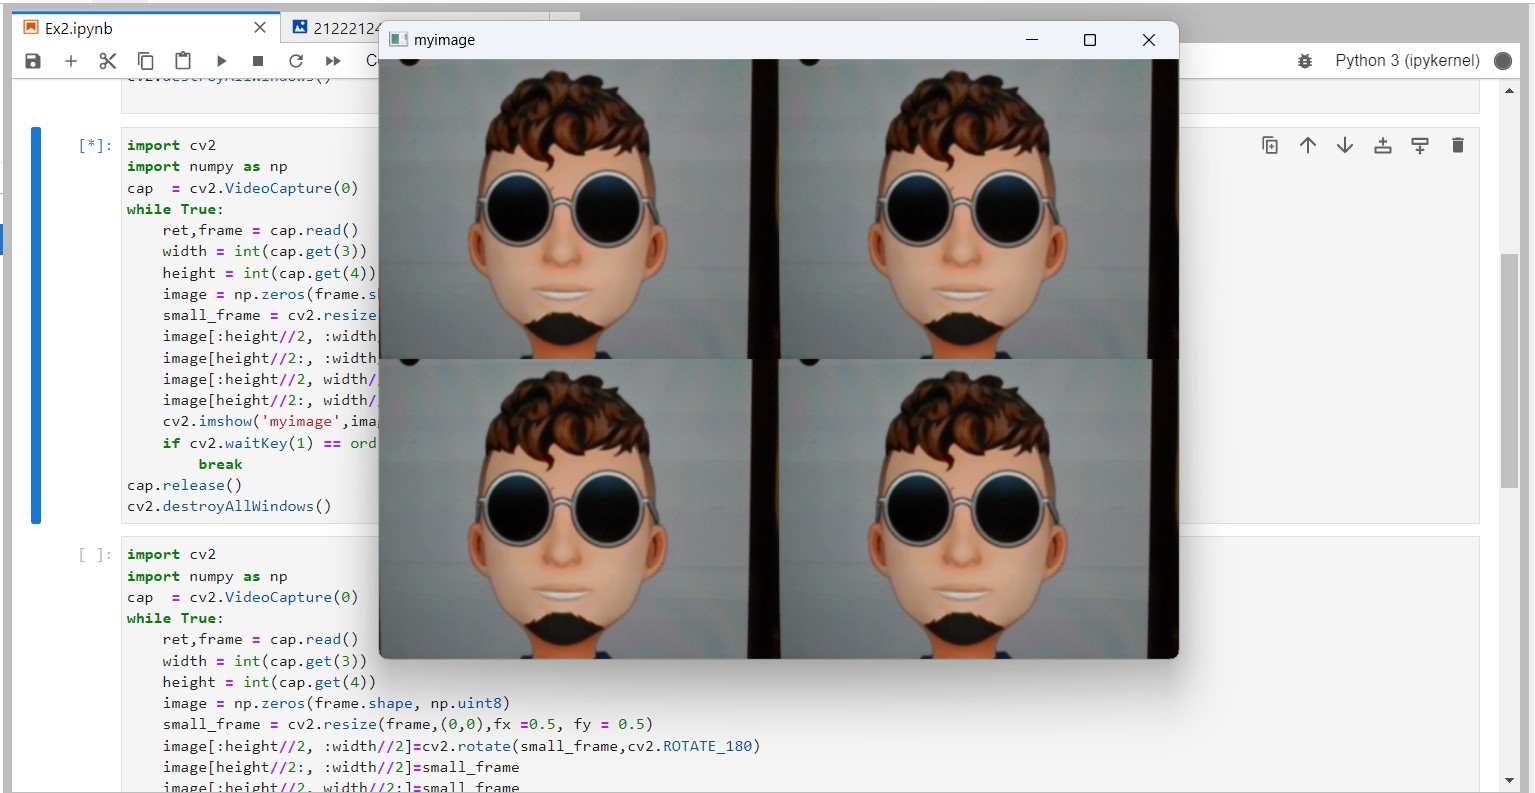 Ex2.ipynb
2122212
myimage
C
Python 3 (ipykernel)
cv2.destroyAllWindows()
[*]:
import cv2
import numpy as np
cap  = cv2.VideoCapture(0)
while True:
    ret,frame = cap.read()
    width = int(cap.get(3))
    height = int(cap.get(4))
    image = np.zeros(frame.s
    small_frame = cv2.resize
    image[:height//2, :width
    image[height//2:, :width
    image[:height//2, width/
    image[height//2:, width/
    cv2.imshow('myimage',ima
    if cv2.waitKey(1) == ord
        break
cap.release()
cv2.destroyAllWindows()
[ ]:
import cv2
import numpy as np
cap  = cv2.VideoCapture(0)
while True:
    ret,frame = cap.read()
    width = int(cap.get(3))
    height = int(cap.get(4))
    image = np.zeros(frame.shape, np.uint8)
    small_frame = cv2.resize(frame,(0,0),fx =0.5, fy = 0.5)
    image[:height//2, :width//2]=cv2.rotate(small_frame,cv2.ROTATE_180)
    image[height//2:, :width//2]=small_frame
    image[:height//2, width//2:]=small_frame